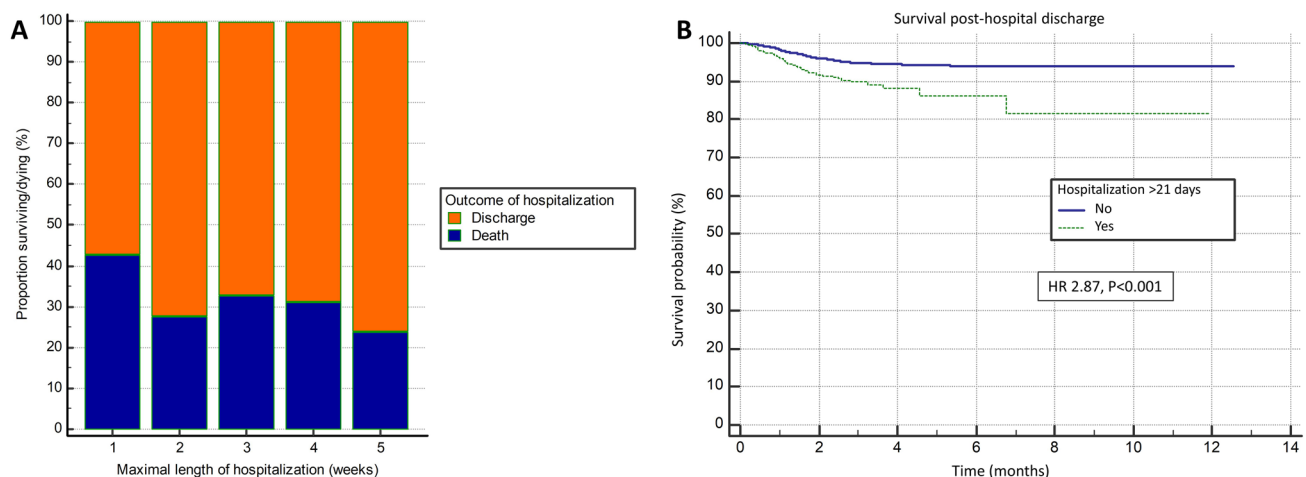 A
Proportion surviving/dying (%)
100
90
80
70
60
50
40
30
20
10
0
1 2 3 4 5
Maximal length of hospitalization (weeks)
Outcome of hospitalization
Discharge
Death
B
Survival post-hospital discharge
Survival probability (%)
100
90
80
70
60
50
40
30
20
10
0
0 2 4 6 8 10 12 14
Time (months)
Hospitalization >21 days
No
Yes
HR 2.87, P<0.001